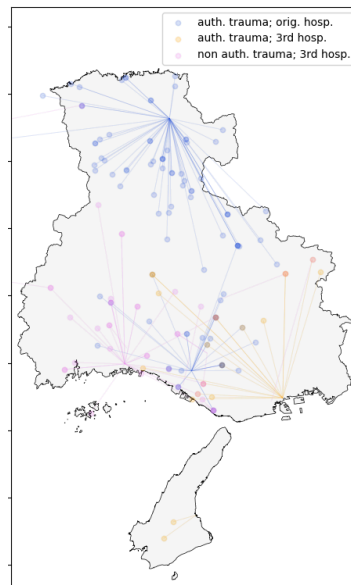 auth. trauma; orig. hosp.
auth. trauma; 3rd hosp.
non auth. trauma; 3rd hosp.